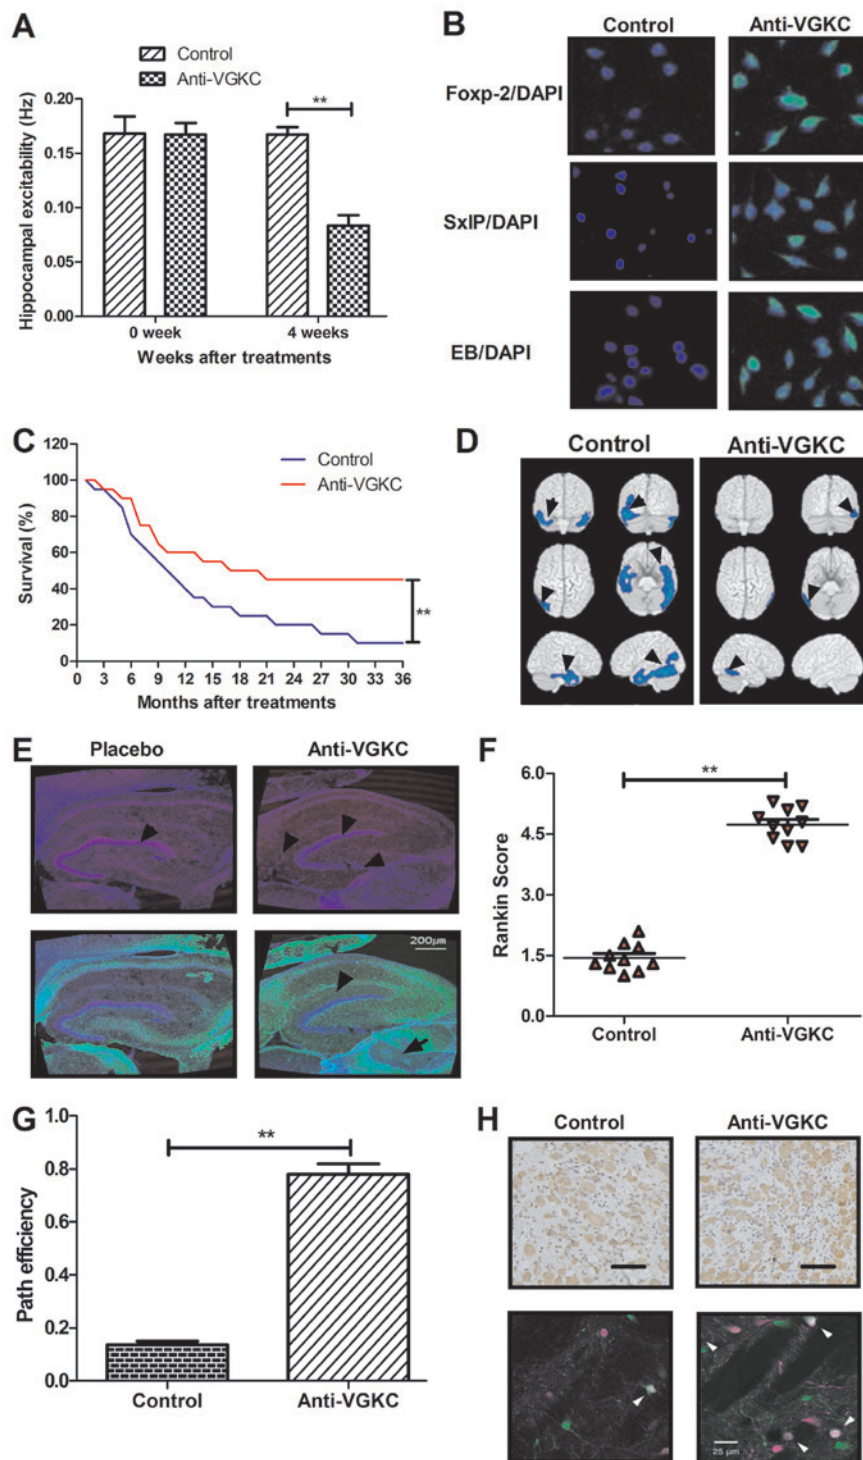 A
Control
Anti-VGKC
Hippocampal excitability (Hz)
0.20
0.15
0.10
0.05
0.00
**
0 week
4 weeks
Weeks after treatments
B
Control
Anti-VGKC
Foxp-2/DAPI
SxIP/DAPI
EB/DAPI
C
Control
Anti-VGKC
Survival (%)
120
100
80
60
40
20
0
**
0 3 6 9 12 15 18 21 24 27 30 33 36
Months after treatments
D
Control
Anti-VGKC
E
Placebo
Anti-VGKC
200µm
F
Rankin Score
6.0
4.5
3.0
1.5
0.0
**
Control
Anti-VGKC
G
Path efficiency
1.0
0.8
0.6
0.4
0.2
0.0
**
Control
Anti-VGKC
H
Control
Anti-VGKC
25 µm